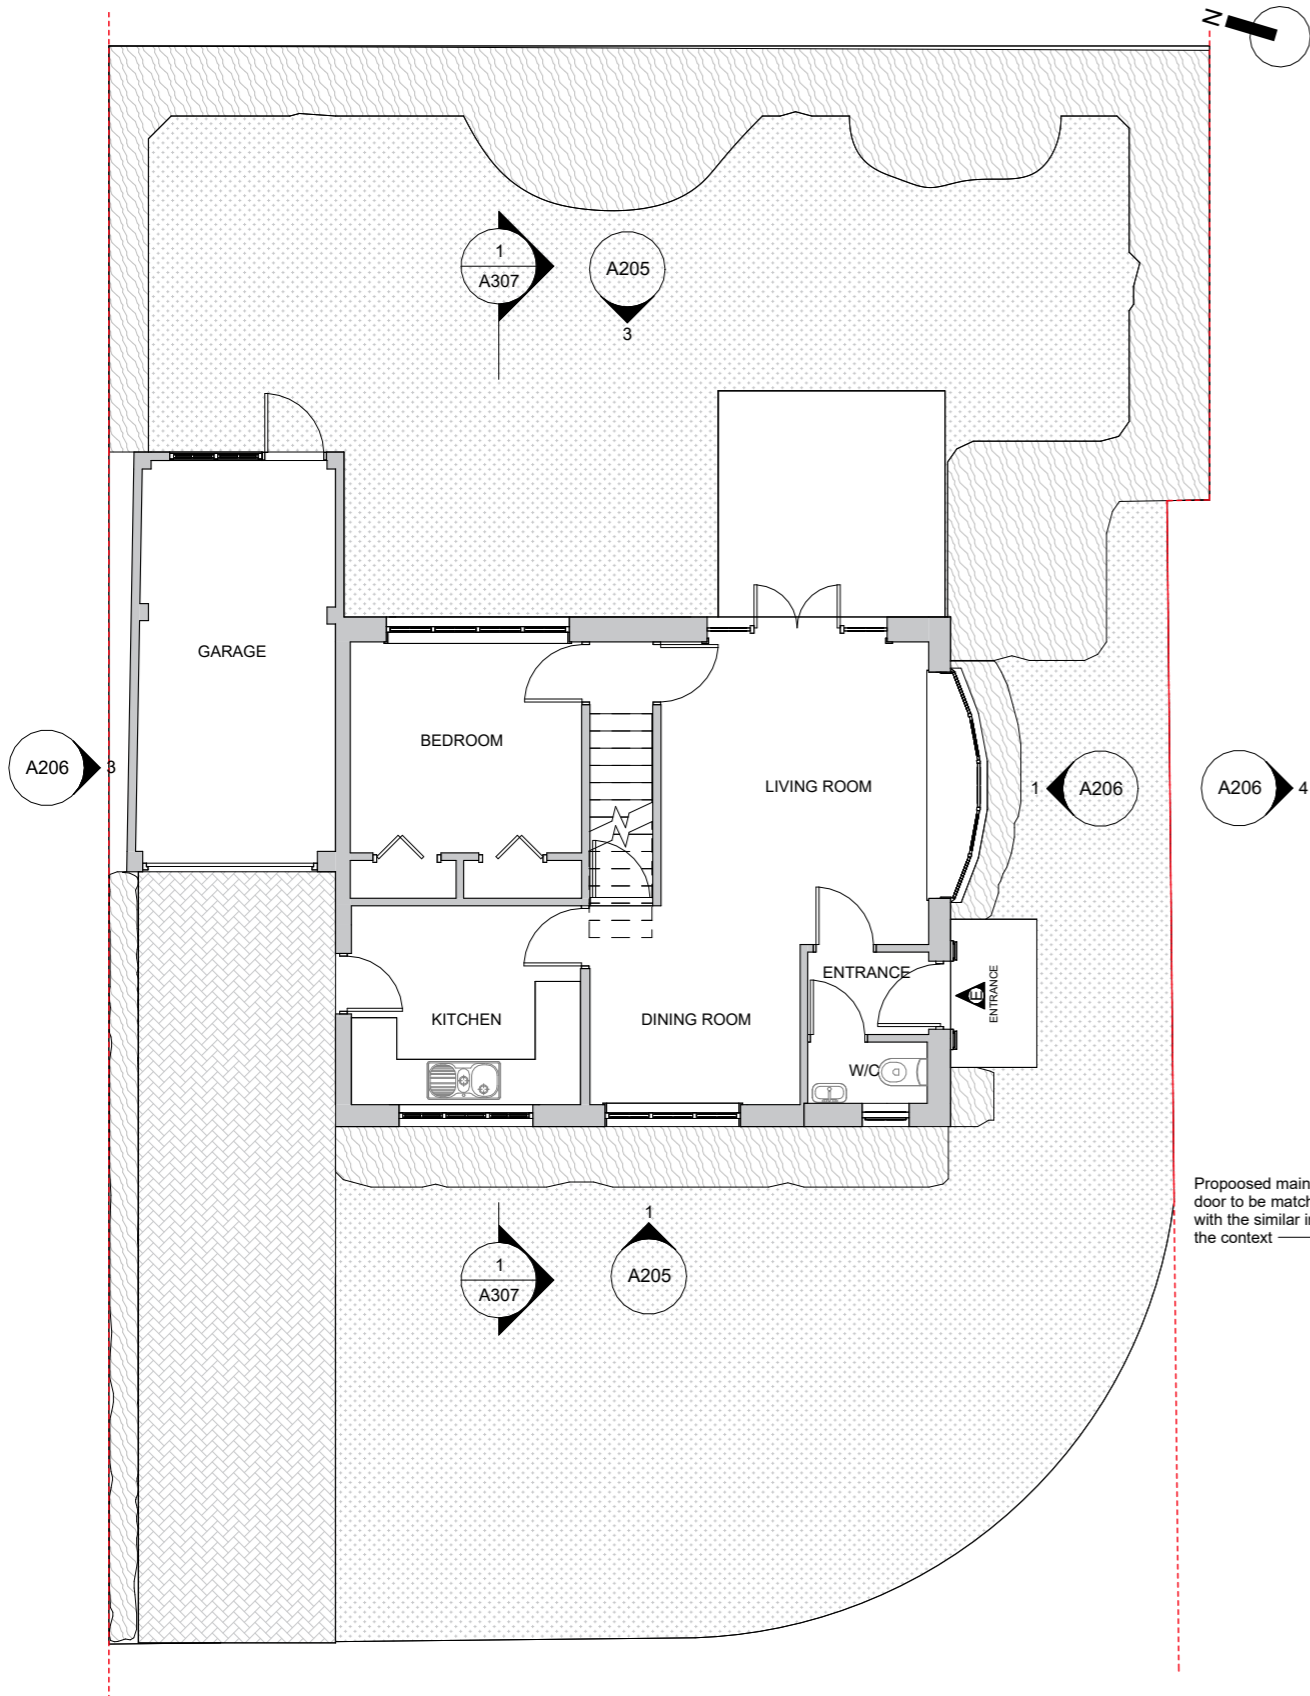 N
1
A307
A205
3
GARAGE
BEDROOM
LIVING ROOM
A206
3
1
A206
A206
4
ENTRANCE
E
ENTRANCE
KITCHEN
DINING ROOM
W/C
Propoosed main
door to be match
with the similar in
the context
1
A307
1
A205